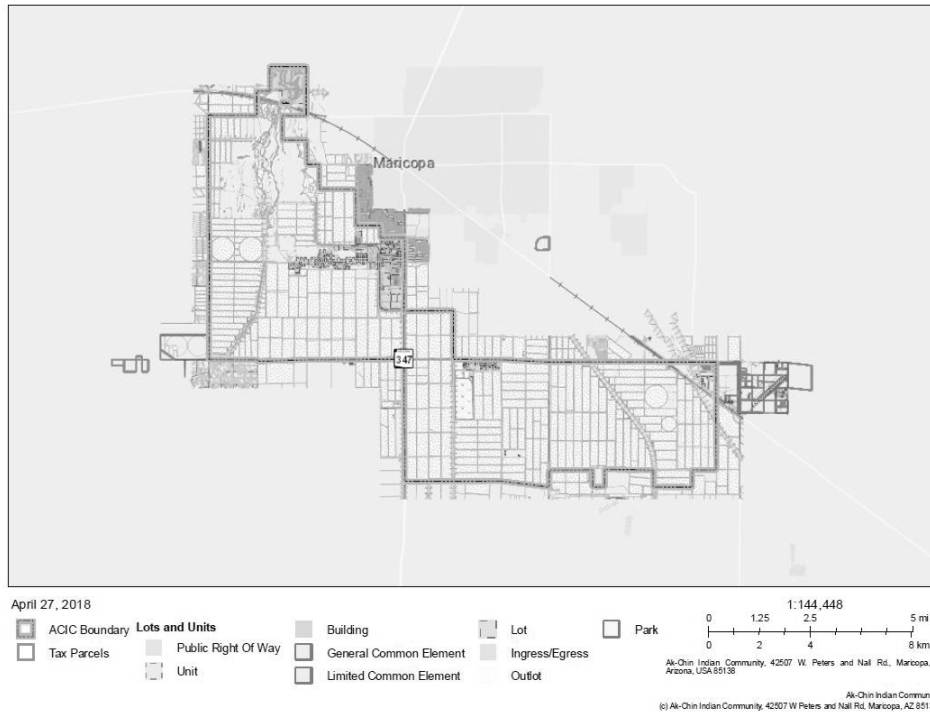 Maricopa
347
April 27, 2018
1:144,448
ACIC Boundary
Tax Parcels
Lots and Units
Public Right Of Way
Unit
Building
General Common Element
Limited Common Element
Lot
Ingress/Egress
Outlot
Park
0 1.25 2.5 5 mi
0 2 4 8 km
Ak-Chin Indian Community, 42507 W. Peters and Nall Rd., Maricopa,
Arizona, USA 85138
Ak-Chin Indian Commun
(c) Ak-Chin Indian Community, 42507 W Peters and Nall Rd, Maricopa, AZ 8513